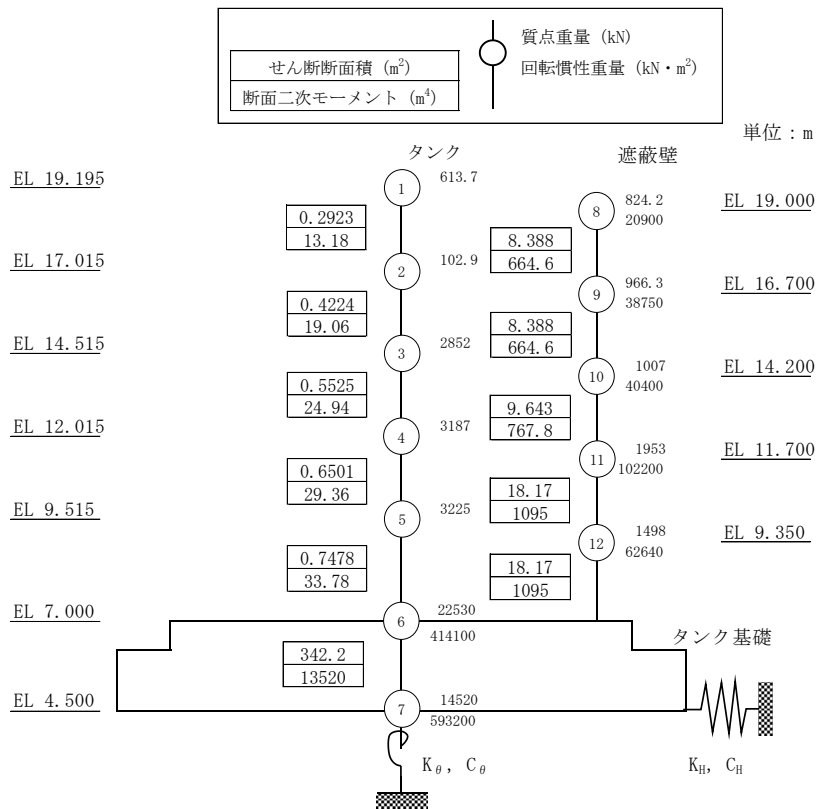 質点重量 (kN)
回転慣性重量 (kN・m²)
せん断断面積 (m²)
断面二次モーメント (m⁴)
単位：m
タンク
遮蔽壁
EL 19.195
1
613.7
8
824.2
20900
EL 19.000
0.2923
13.18
8.388
664.6
EL 17.015
2
102.9
9
966.3
38750
EL 16.700
0.4224
19.06
8.388
664.6
EL 14.515
3
2852
10
1007
40400
EL 14.200
0.5525
24.94
9.643
767.8
EL 12.015
4
3187
11
1953
102200
EL 11.700
0.6501
29.36
18.17
1095
EL 9.515
5
3225
12
1498
62640
EL 9.350
0.7478
33.78
18.17
1095
EL 7.000
6
22530
414100
タンク基礎
342.2
13520
EL 4.500
7
14520
593200
Kθ, Cθ
KH, CH